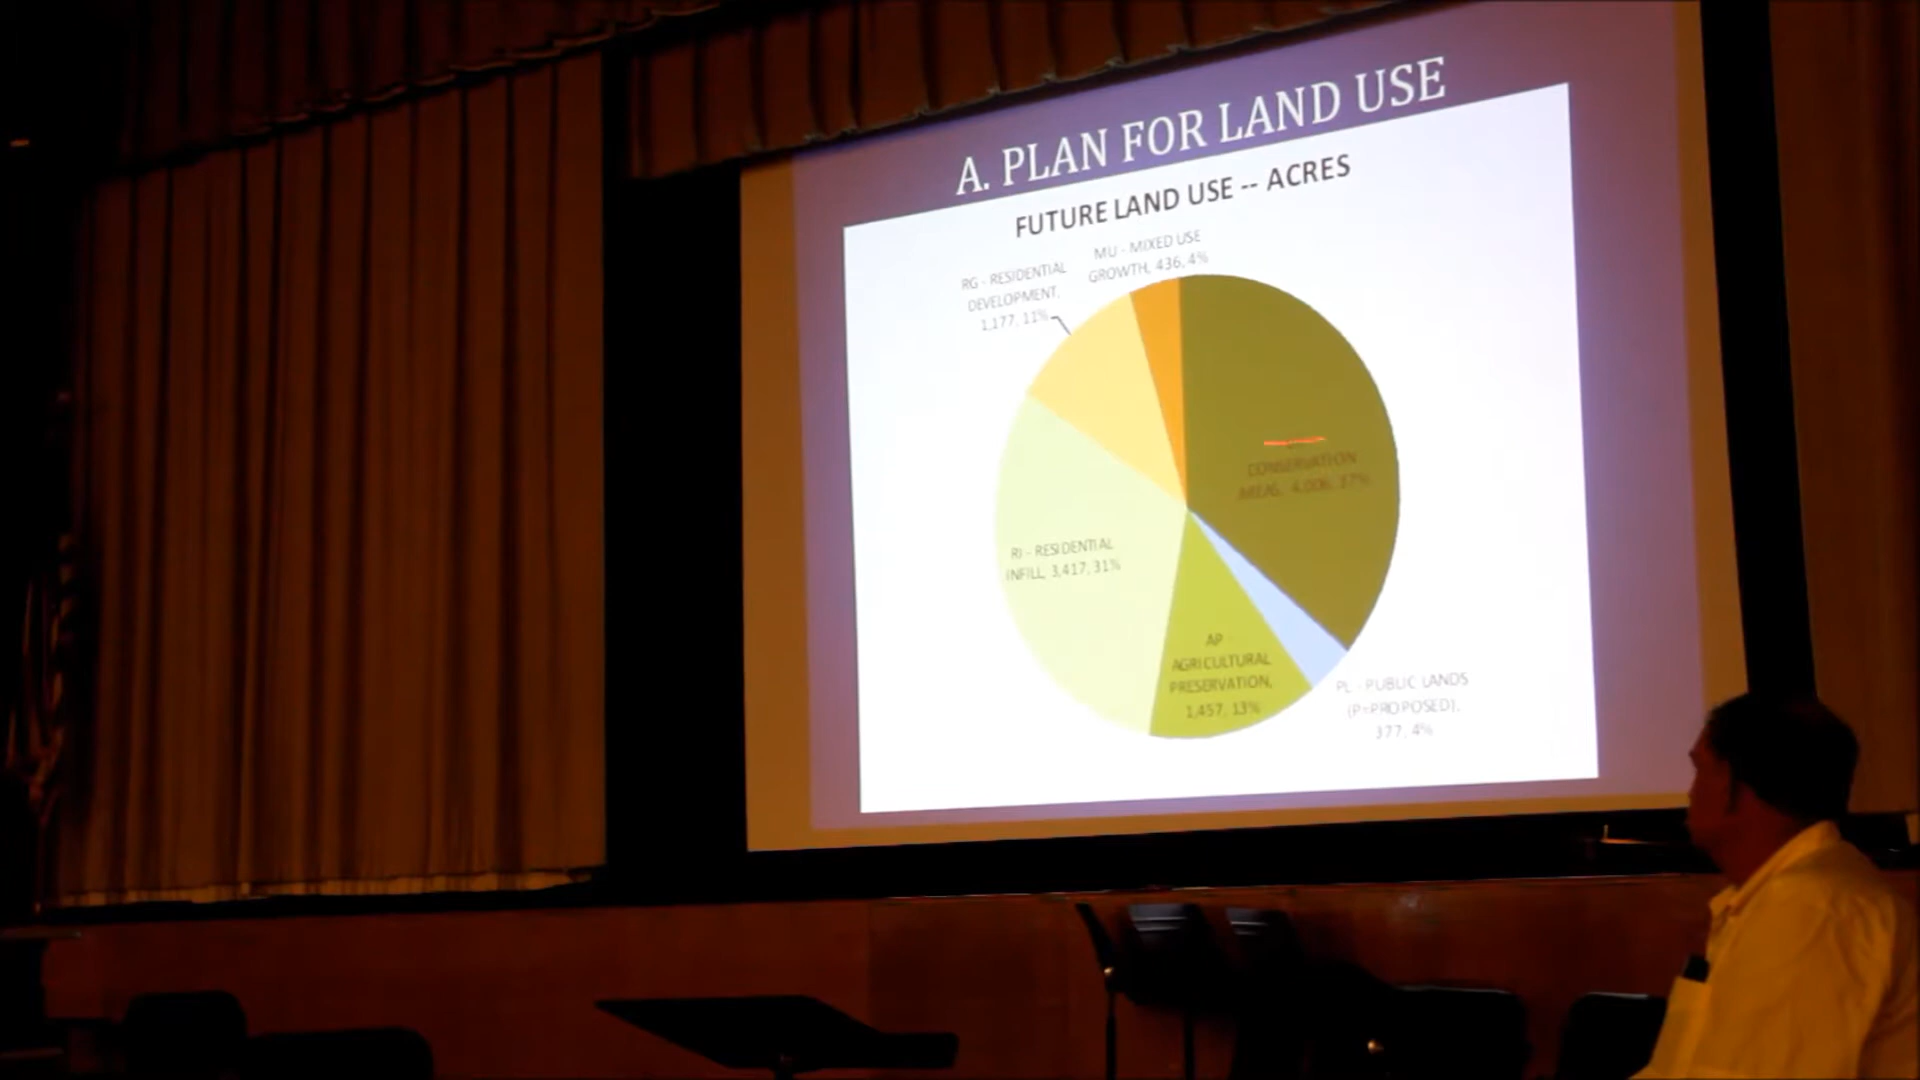 A. PLAN FOR LAND USE
FUTURE LAND USE -- ACRES
MU - MIXED USE
GROWTH, 436, 4%
RG - RESIDENTIAL
DEVELOPMENT,
1,177, 11%
CONSERVATION
AREAS, 4,006, 37%
RI - RESIDENTIAL
INFILL, 3,417, 31%
AP -
AGRICULTURAL
PRESERVATION,
1,457, 13%
PL - PUBLIC LANDS
(P=PROPOSED),
377, 4%